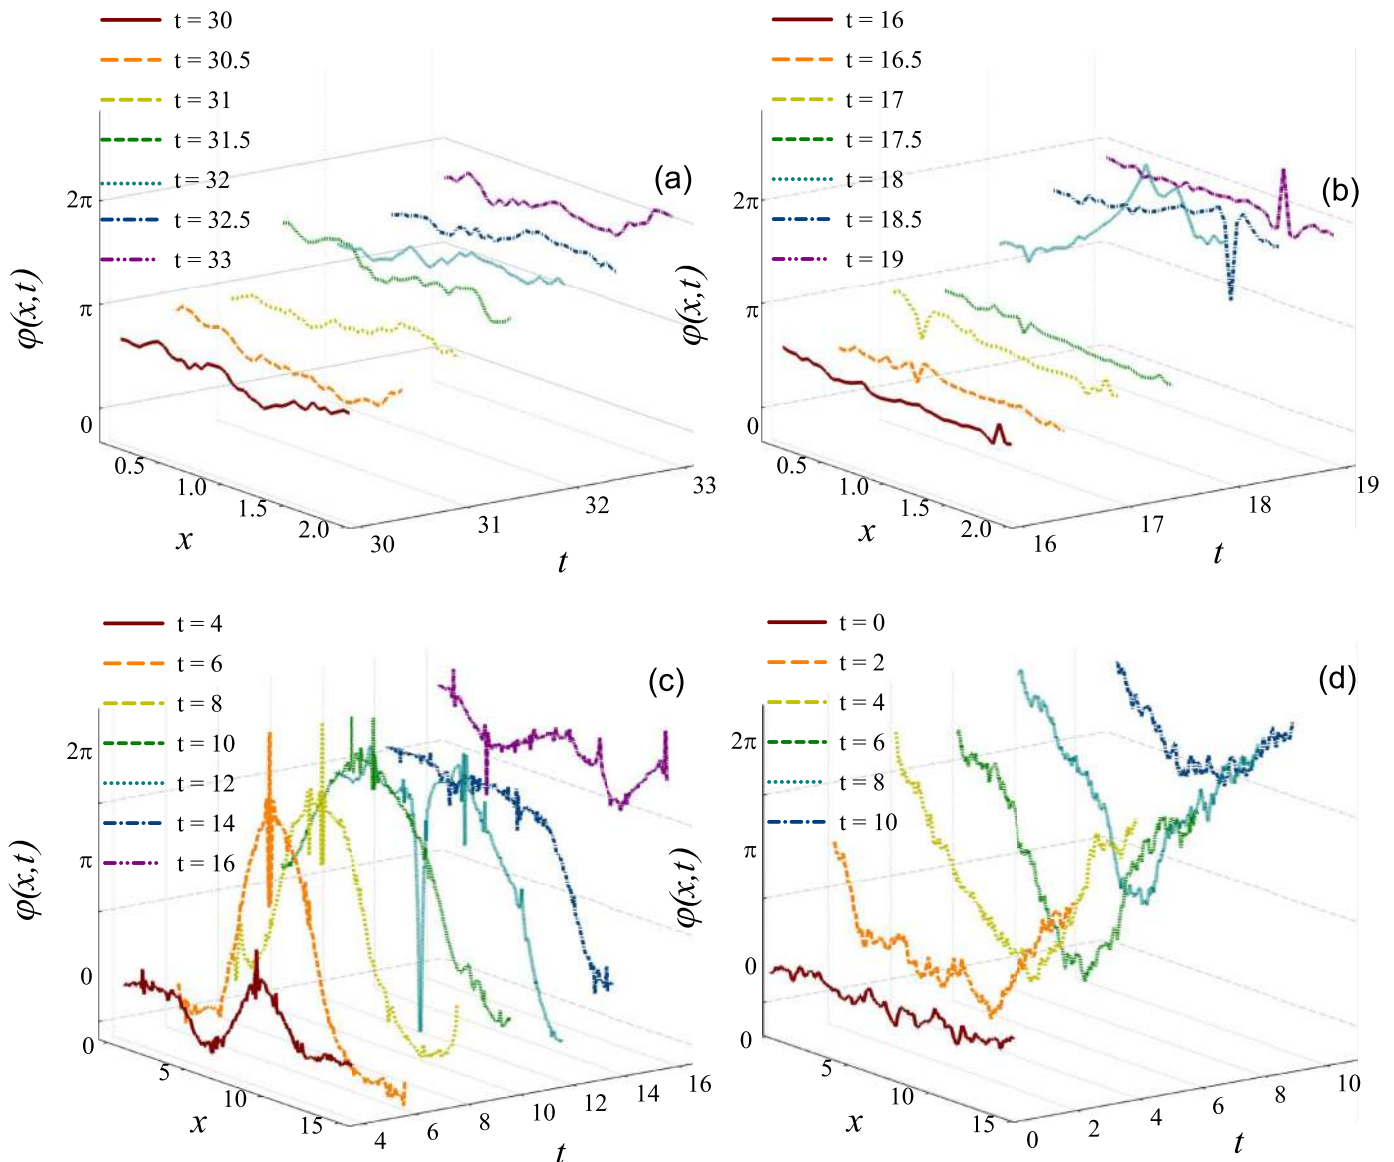 t = 30
t = 30.5
t = 31
t = 31.5
t = 32
t = 32.5
t = 33
(a)
2π
π
0
φ(x,t)
0.5
1.0
1.5
2.0
x
30
31
32
33
t
t = 16
t = 16.5
t = 17
t = 17.5
t = 18
t = 18.5
t = 19
(b)
2π
π
0
φ(x,t)
0.5
1.0
1.5
2.0
x
16
17
18
19
t
t = 4
t = 6
t = 8
t = 10
t = 12
t = 14
t = 16
(c)
2π
π
0
0
φ(x,t)
5
10
15
x
4
6
8
10
12
14
16
t
t = 0
t = 2
t = 4
t = 6
t = 8
t = 10
(d)
2π
π
0
0
φ(x,t)
5
10
15
x
0
2
4
6
8
10
t